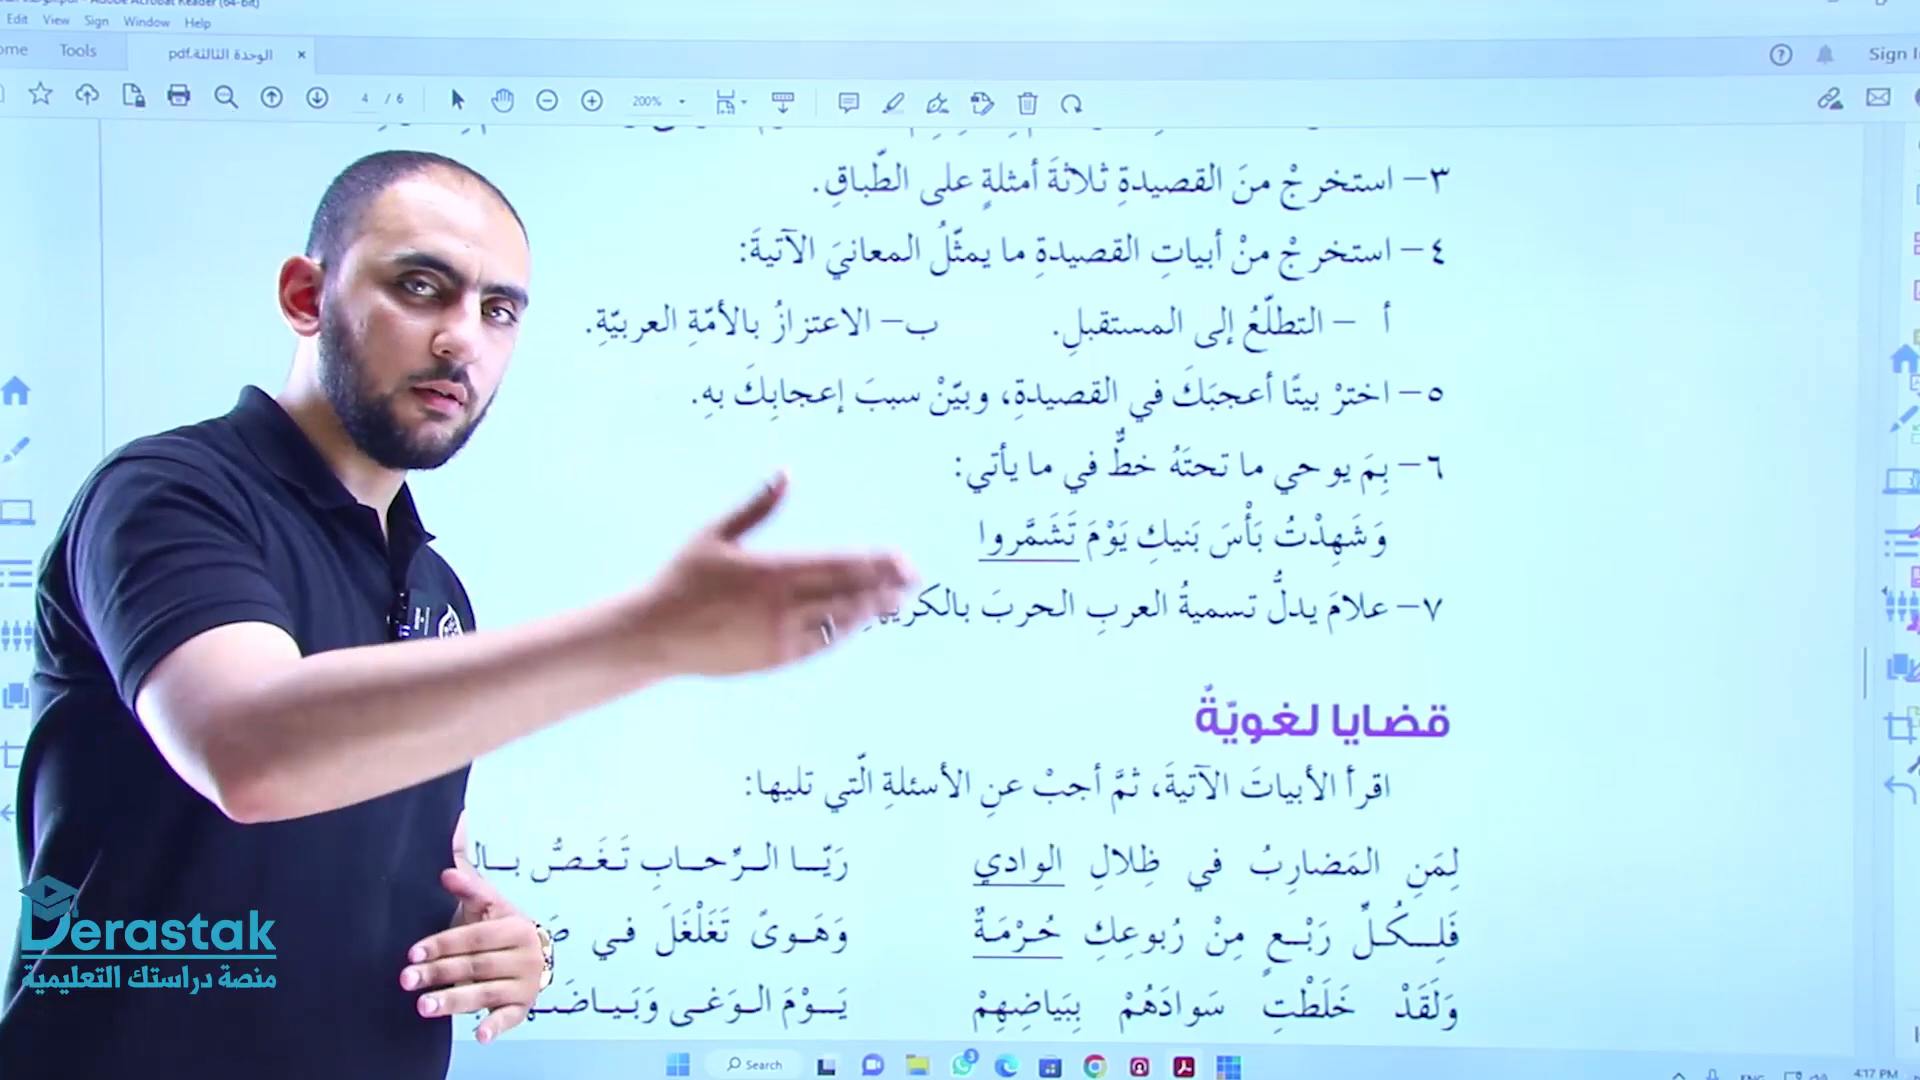 Edit View Sign Window Help
Tools
الوحدة الثالثة.pdf
4 / 6
200%
٣- استخرجْ منَ القصيدةِ ثلاثةَ أمثلةٍ على الطّباقِ.
٤- استخرجْ منْ أبياتِ القصيدةِ ما يمثّلُ المعانيَ الآتيةَ:
أ - التطلّعُ إلى المستقبلِ. ب- الاعتزازُ بالأمّةِ العربيّةِ.
٥- اخترْ بيتًا أعجبَكَ في القصيدةِ، وبيّنْ سببَ إعجابِكَ بهِ.
٦- بِمَ يوحي ما تحتَهُ خطٌّ في ما يأتي:
وَشَهِدْتُ بَأْسَ بَنيكِ يَوْمَ تَشَمَّروا
٧- علامَ يدلُّ تسميةُ العربِ الحربَ
قضايا لغويّةٌ
اقرأ الأبياتَ الآتيةَ، ثمَّ أجبْ عنِ الأسئلةِ الّتي تليها:
لِمَنِ المَضارِبُ في ظِلالِ الوادي رَيّا الرِّحابِ تَغَصُّ
فَلِكُلِّ رَبْعٍ مِنْ رُبوعِكِ حُرْمَةٌ وَهَوىً تَغَلْغَلَ في
وَلَقَدْ خَلَطْتِ سَوادَهُمْ بِبَياضِهِمْ يَوْمَ الوَغى
Derastak
منصة دراستك التعليمية
Search
4:17 PM